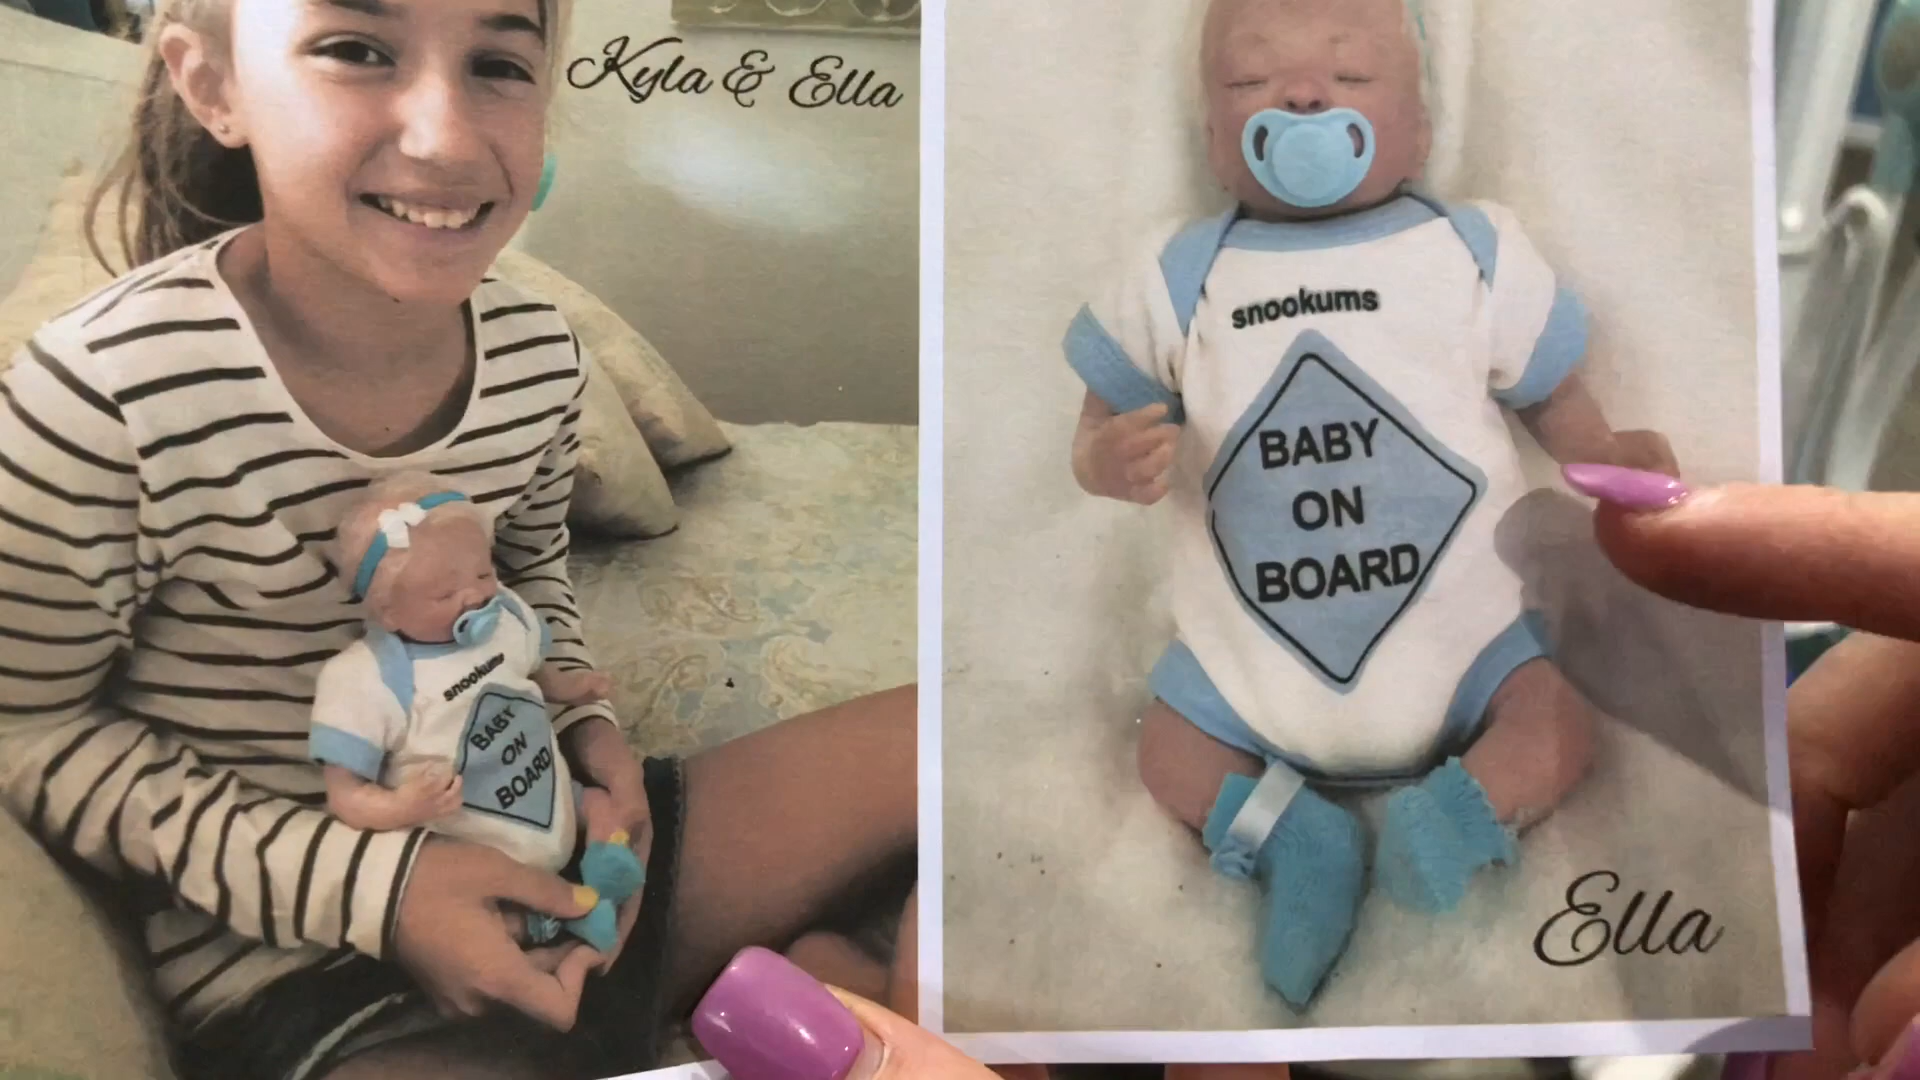 Kyla & Ella
snookums
BABY
ON
BOARD
snookums
BABY
ON
BOARD
Ella